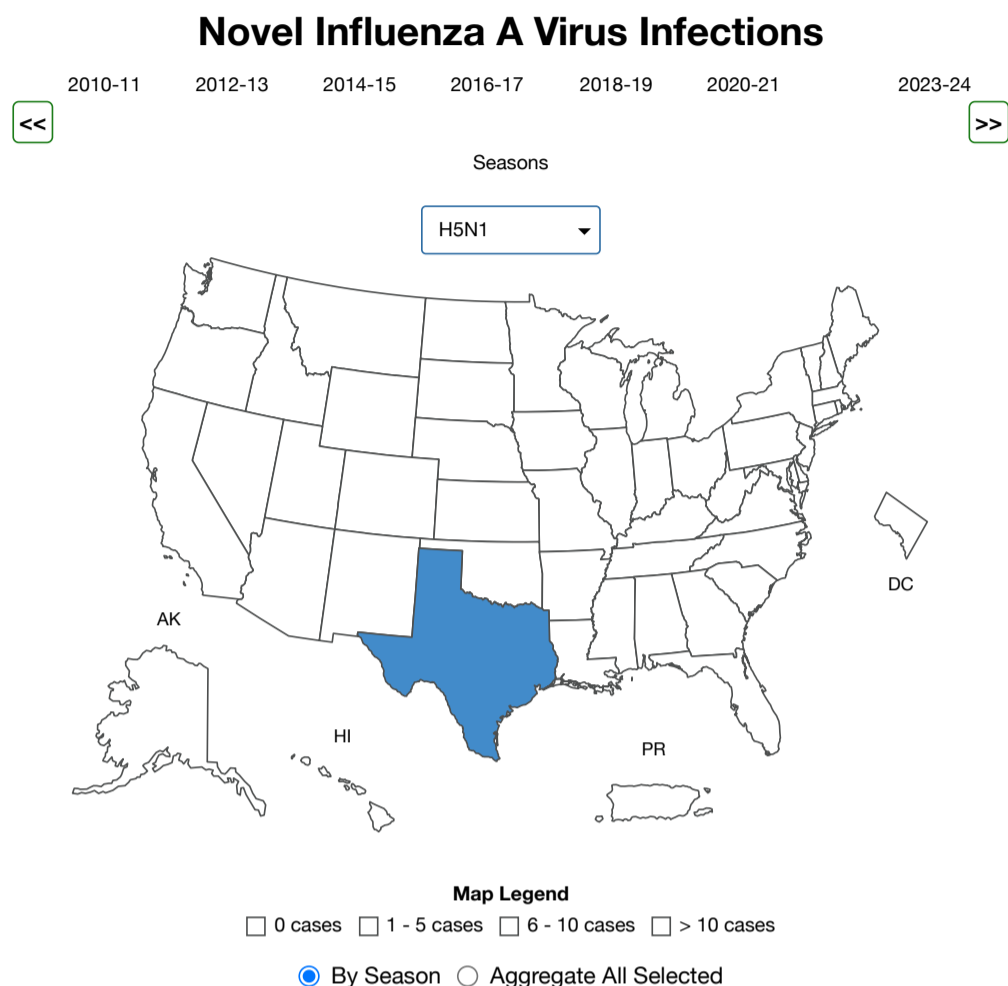 Novel Influenza A Virus Infections
2010-11 2012-13 2014-15 2016-17 2018-19 2020-21 2023-24
<< >>
Seasons
H5N1
DC
AK
HI
PR
Map Legend
0 cases 1 - 5 cases 6 - 10 cases > 10 cases
By Season Aggregate All Selected